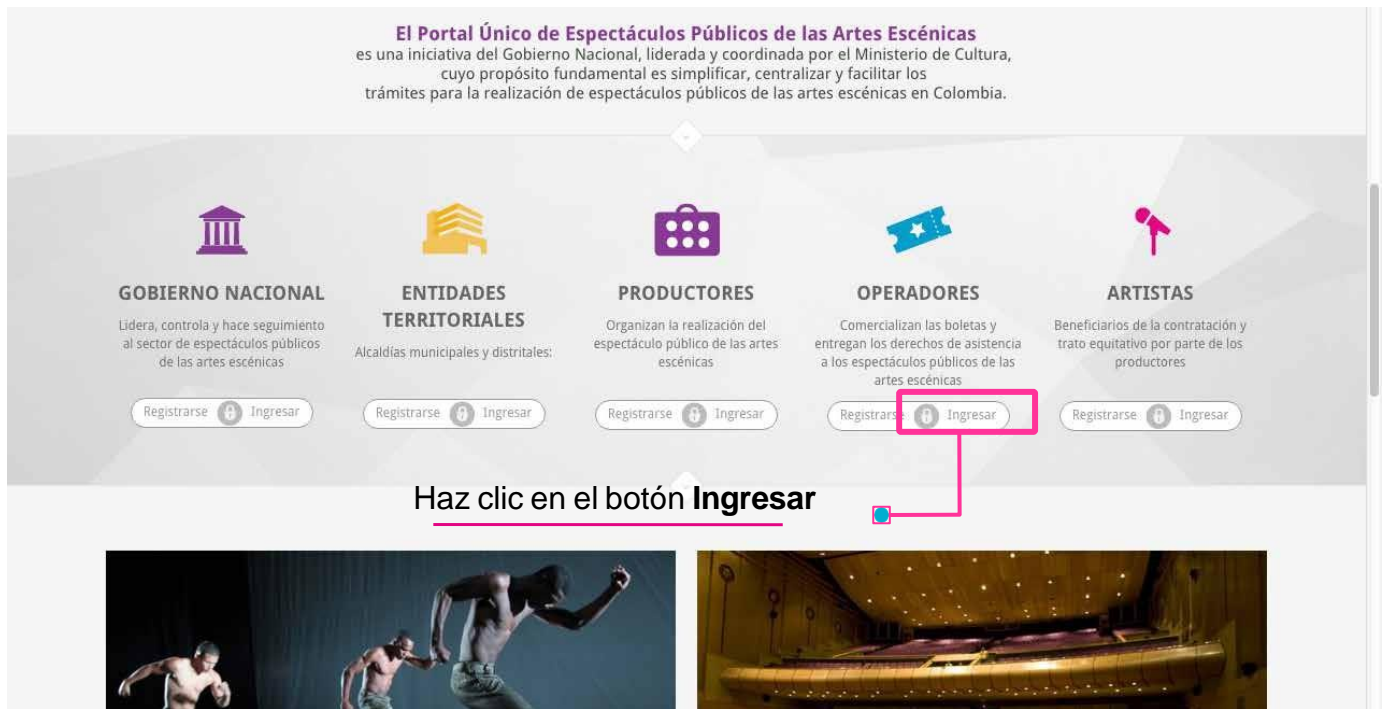 El Portal Único de Espectáculos Públicos de las Artes Escénicas
es una iniciativa del Gobierno Nacional, liderada y coordinada por el Ministerio de Cultura,
cuyo propósito fundamental es simplificar, centralizar y facilitar los
trámites para la realización de espectáculos públicos de las artes escénicas en Colombia.
GOBIERNO NACIONAL
Lidera, controla y hace seguimiento
al sector de espectáculos públicos
de las artes escénicas
Registrarse Ingresar
ENTIDADES
TERRITORIALES
Alcaldías municipales y distritales:
Registrarse Ingresar
PRODUCTORES
Organizan la realización del
espectáculo público de las artes
escénicas
Registrarse Ingresar
OPERADORES
Comercializan las boletas y
entregan los derechos de asistencia
a los espectáculos públicos de las
artes escénicas
Registrarse Ingresar
ARTISTAS
Beneficiarios de la contratación y
trato equitativo por parte de los
productores
Registrarse Ingresar
Haz clic en el botón Ingresar